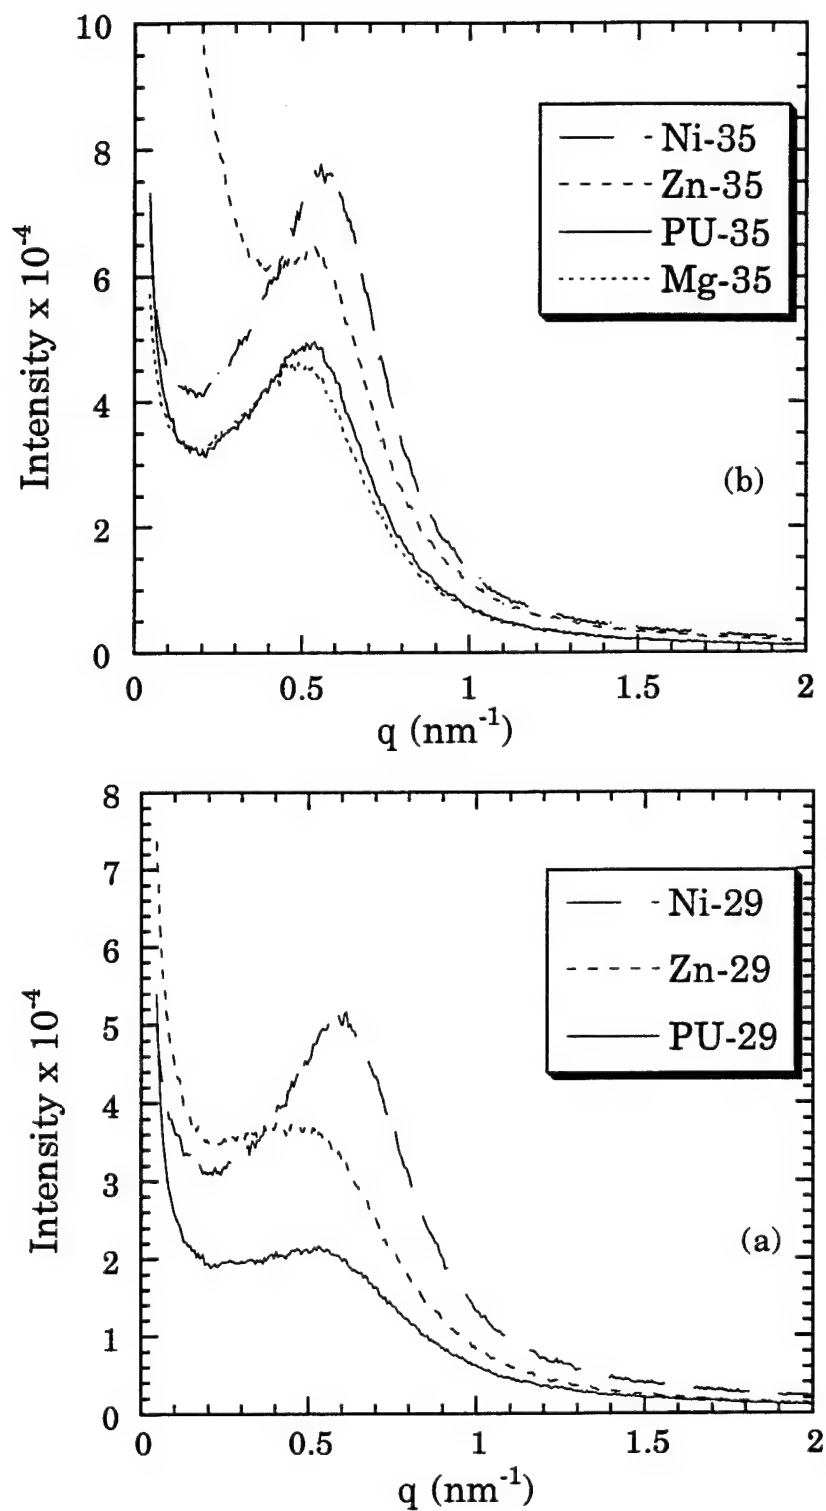 10
8
6
4
2
0
Intensity x 10-4
Ni-35
Zn-35
PU-35
Mg-35
(b)
0 0.5 1 1.5 2
q (nm-1)
8
7
6
5
4
3
2
1
0
Intensity x 10-4
Ni-29
Zn-29
PU-29
(a)
0 0.5 1 1.5 2
q (nm-1)